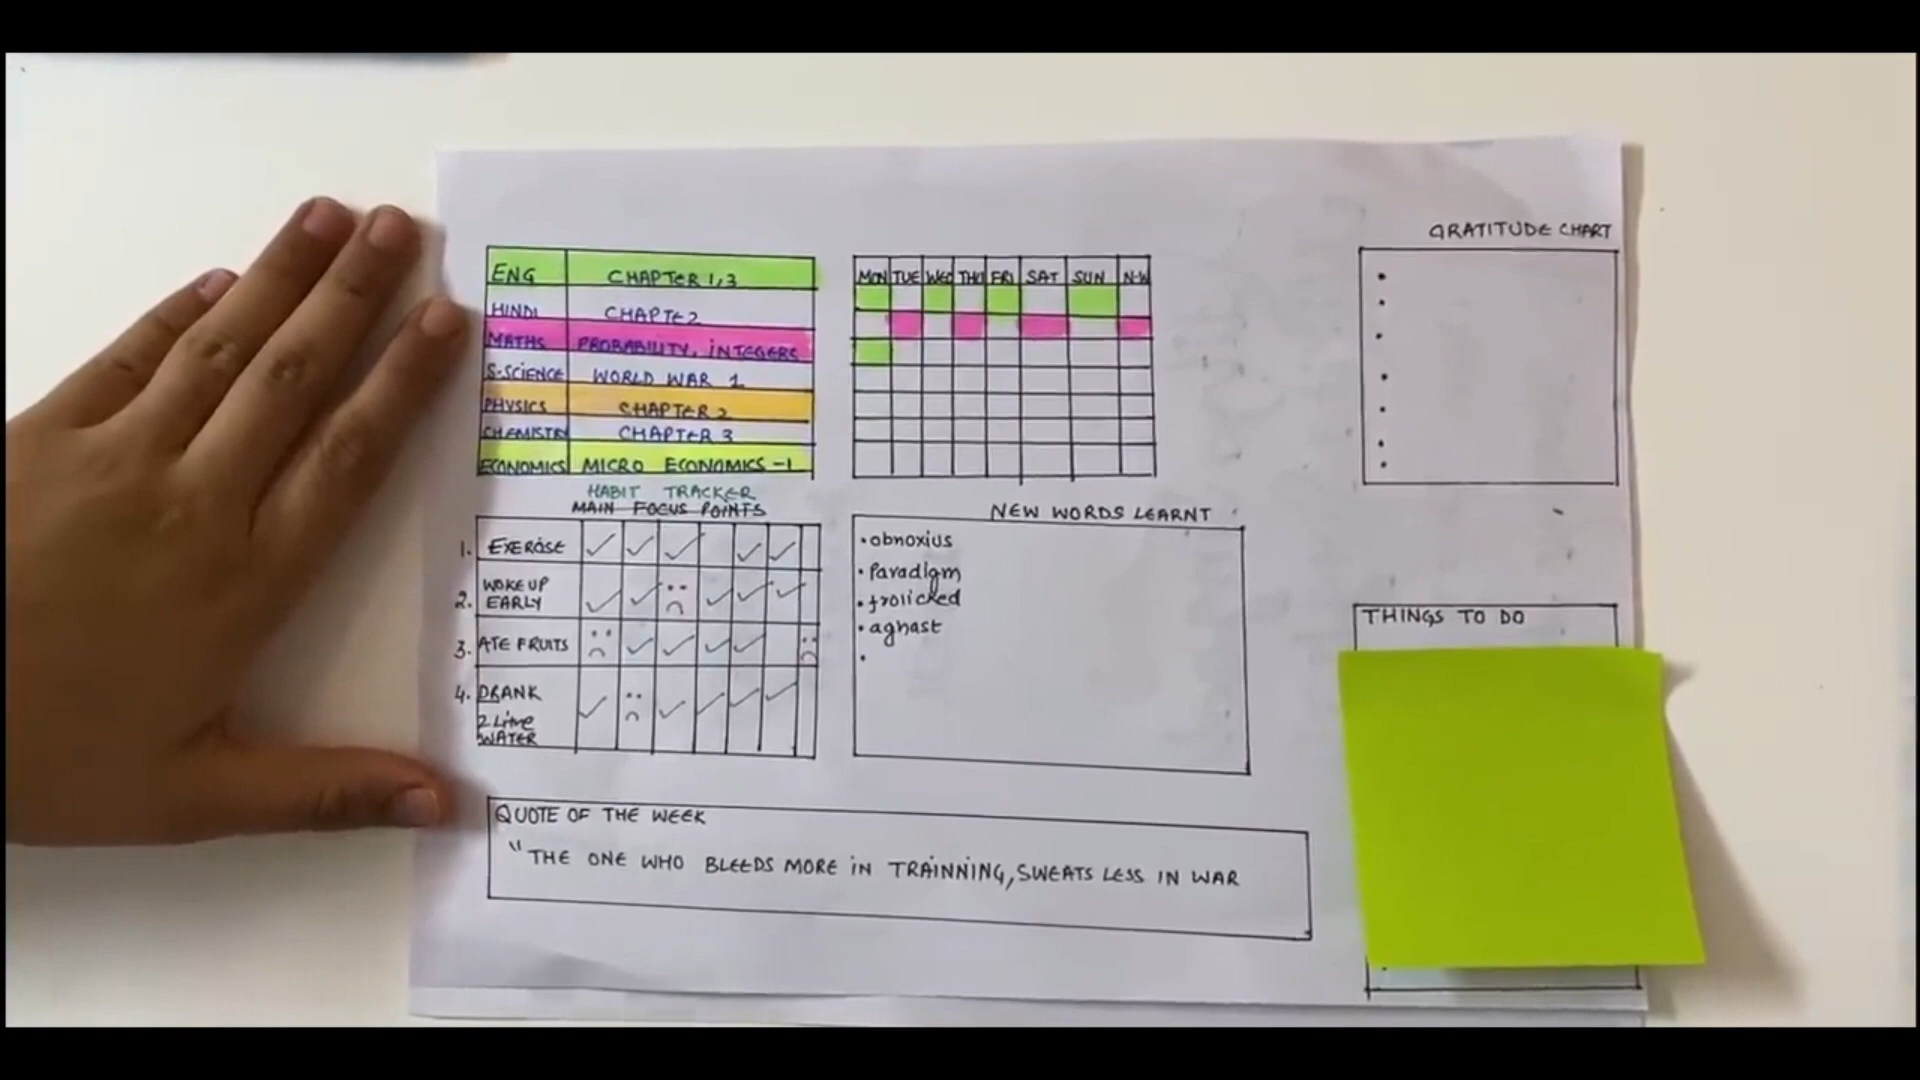 ENG CHAPTER 1,3
HINDI CHAPTE2
MATHS PROBABILITY, INTEGERS
S-SCIENCE WORLD WAR 1
PHYSICS CHAPTER 2
CHEMISTRY CHAPTER 3
ECONOMICS MICRO ECONOMICS -1
MON TUE WED THU FRI SAT SUN N-W
GRATITUDE CHART
HABIT TRACKER
MAIN FOCUS POINTS
1. EXERCISE
2. WOKE UP
EARLY
3. ATE FRUITS
4. DRANK
2 Litre
WATER
NEW WORDS LEARNT
• obnoxius
• Paradigm
• frolicked
• aghast
•
THINGS TO DO
QUOTE OF THE WEEK
"THE ONE WHO BLEEDS MORE IN TRAINNING, SWEATS LESS IN WAR